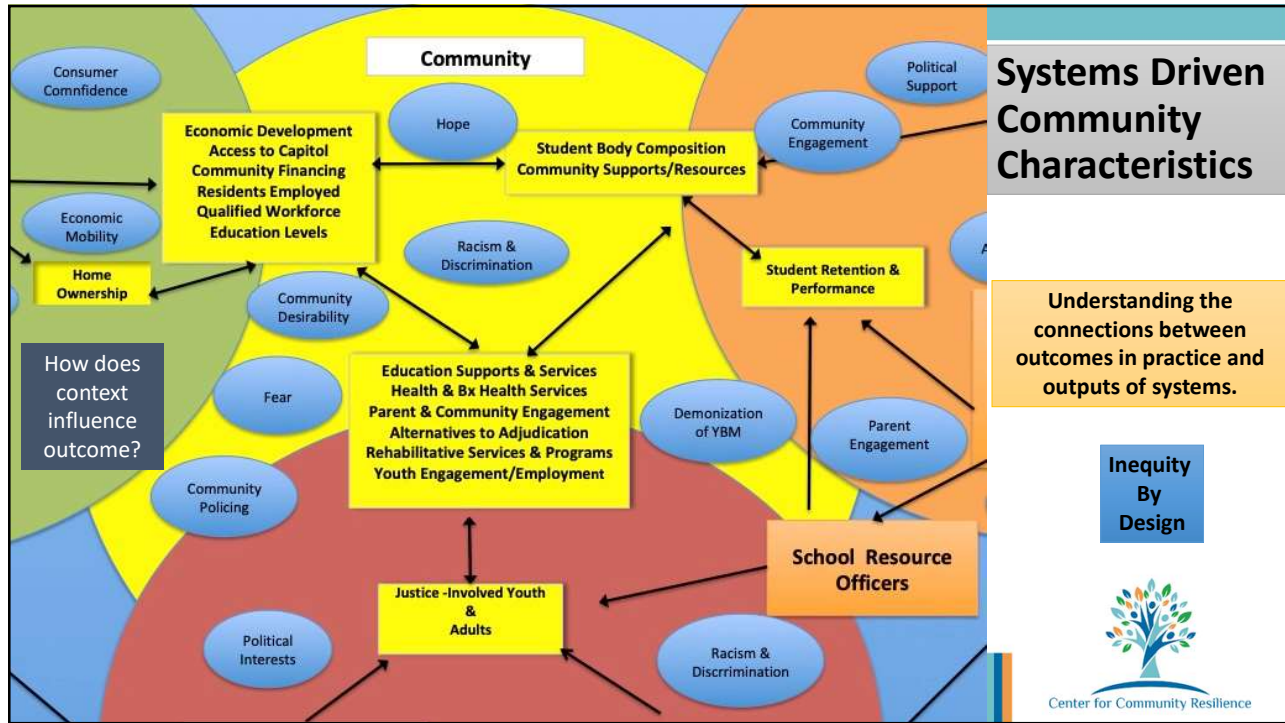 Community
Consumer
Comnfidence
Political
Support
Hope
Community
Engagement
Economic Development
Access to Capitol
Community Financing
Residents Employed
Qualified Workforce
Education Levels
Student Body Composition
Community Supports/Resources
Economic
Mobility
Racism &
Discrimination
Home
Ownership
Student Retention &
Performance
A
Community
Desirability
How does
context
influence
outcome?
Education Supports & Services
Health & Bx Health Services
Parent & Community Engagement
Alternatives to Adjudication
Rehabilitative Services & Programs
Youth Engagement/Employment
Fear
Demonization
of YBM
Parent
Engagement
Community
Policing
School Resource
Officers
Justice -Involved Youth
&
Adults
Political
Interests
Racism &
Discrrimination
Systems Driven
Community
Characteristics
Understanding the
connections between
outcomes in practice and
outputs of systems.
Inequity
By
Design
Center for Community Resilience